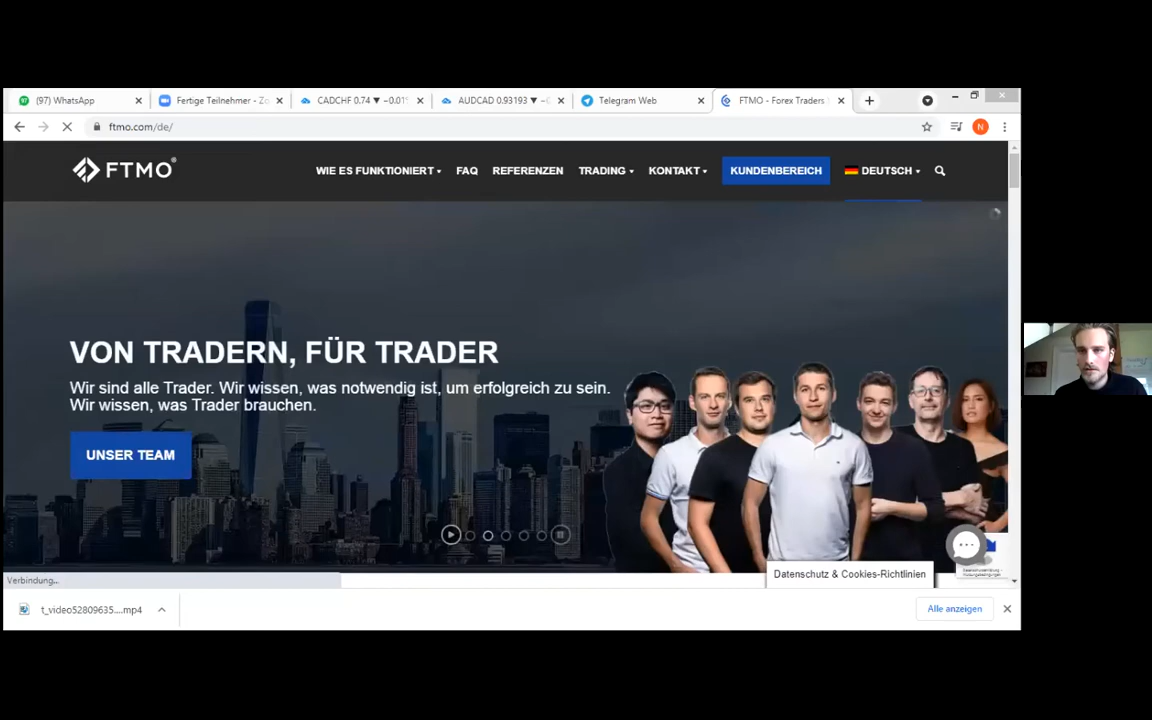 (97) WhatsApp
Fertige Teilnehmer - Zo
CADCHF 0.74 ▼ −0.01
AUDCAD 0.93193 ▼
Telegram Web
FTMO - Forex Traders
ftmo.com/de/
N
FTMO®
WIE ES FUNKTIONIERT
FAQ
REFERENZEN
TRADING
KONTAKT
KUNDENBEREICH
DEUTSCH
VON TRADERN, FÜR TRADER
Wir sind alle Trader. Wir wissen, was notwendig ist, um erfolgreich zu sein.
Wir wissen, was Trader brauchen.
UNSER TEAM
Datenschutz & Cookies-Richtlinien
Verbindung...
t_video52809635....mp4
Alle anzeigen